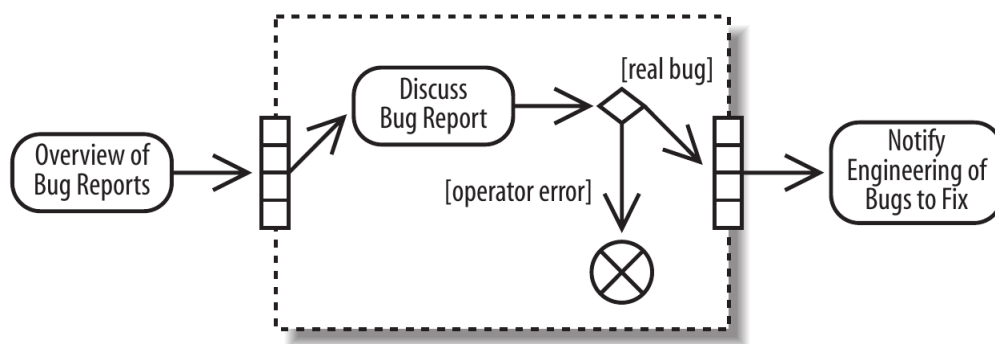 Overview of
Bug Reports
Discuss
Bug Report
[real bug]
[operator error]
Notify
Engineering of
Bugs to Fix